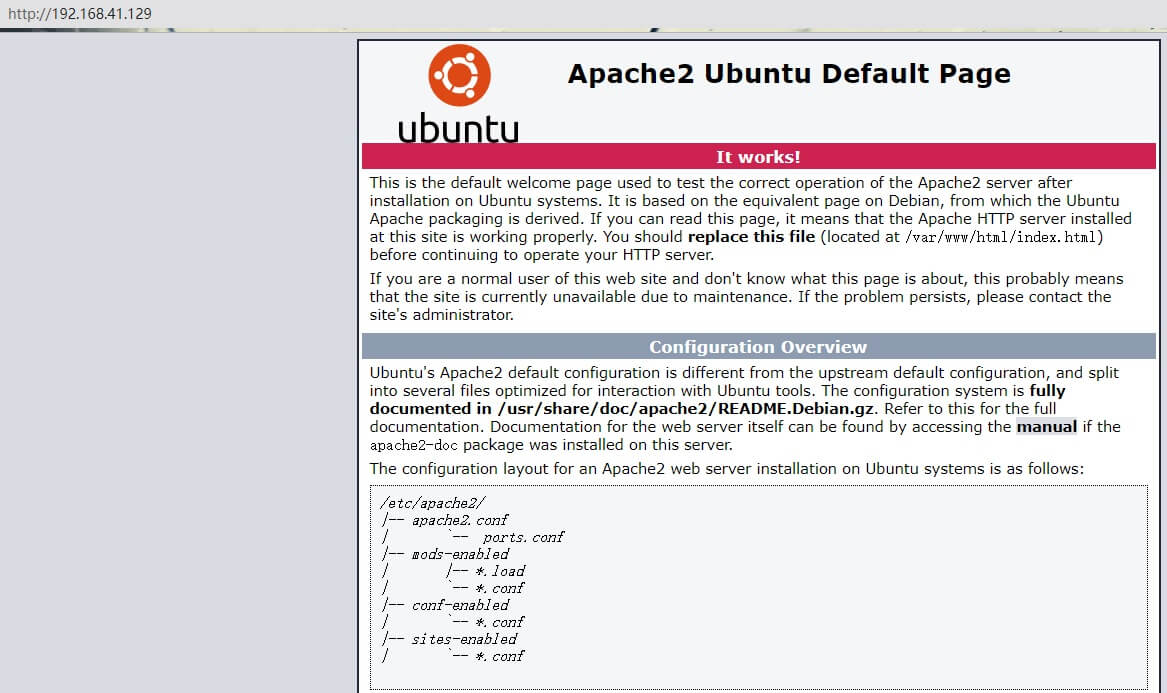 http://192.168.41.129
ubuntu
Apache2 Ubuntu Default Page
It works!
This is the default welcome page used to test the correct operation of the Apache2 server after
installation on Ubuntu systems. It is based on the equivalent page on Debian, from which the Ubuntu
Apache packaging is derived. If you can read this page, it means that the Apache HTTP server installed
at this site is working properly. You should replace this file (located at /var/www/html/index.html)
before continuing to operate your HTTP server.
If you are a normal user of this web site and don't know what this page is about, this probably means
that the site is currently unavailable due to maintenance. If the problem persists, please contact the
site's administrator.
Configuration Overview
Ubuntu's Apache2 default configuration is different from the upstream default configuration, and split
into several files optimized for interaction with Ubuntu tools. The configuration system is fully
documented in /usr/share/doc/apache2/README.Debian.gz. Refer to this for the full
documentation. Documentation for the web server itself can be found by accessing the manual if the
apache2-doc package was installed on this server.
The configuration layout for an Apache2 web server installation on Ubuntu systems is as follows:
/etc/apache2/
|-- apache2.conf
|       `--  ports.conf
|-- mods-enabled
|       |-- *.load
|       `-- *.conf
|-- conf-enabled
|       `-- *.conf
|-- sites-enabled
|       `-- *.conf